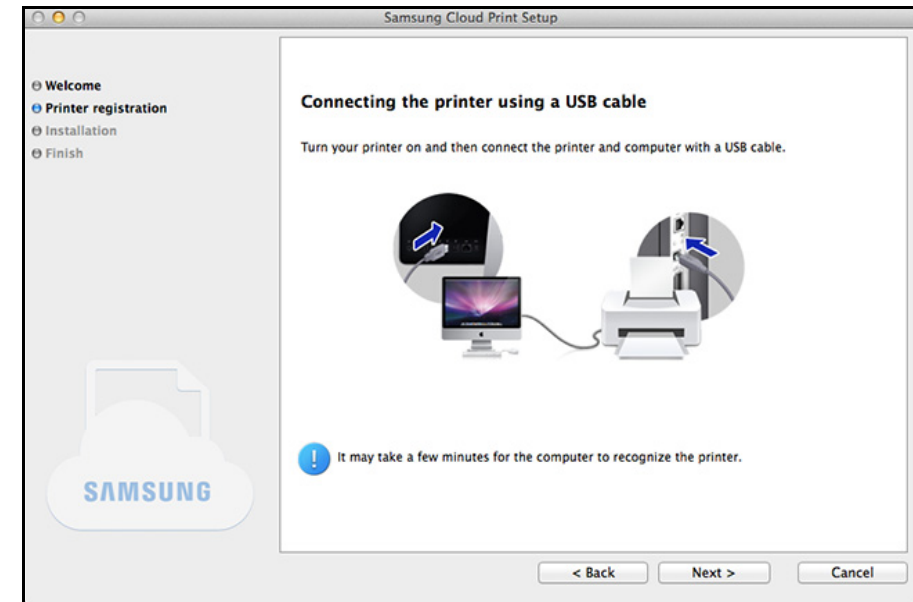 Samsung Cloud Print Setup
Welcome
Printer registration
Installation
Finish
Connecting the printer using a USB cable
Turn your printer on and then connect the printer and computer with a USB cable.
! It may take a few minutes for the computer to recognize the printer.
SAMSUNG
< Back Next > Cancel